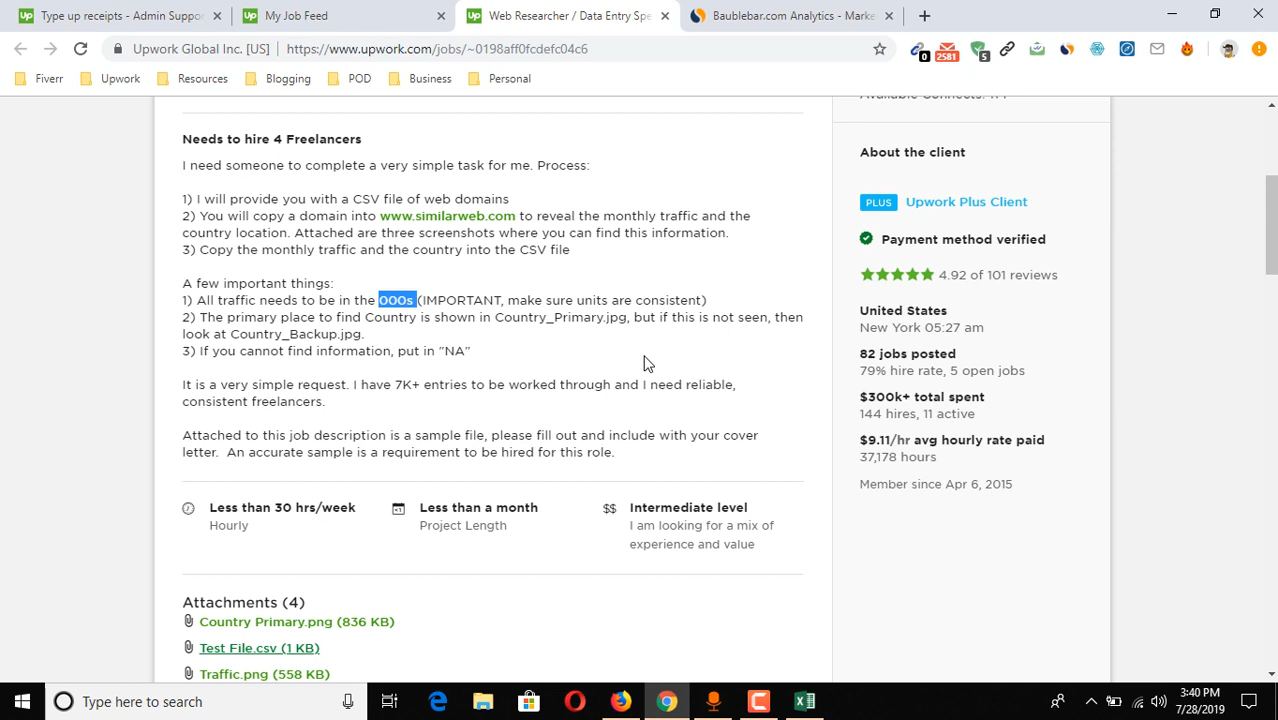 Type up receipts - Admin Suppor
My Job Feed
Web Researcher / Data Entry Spe
Baublebar.com Analytics - Marke
Upwork Global Inc. [US]
https://www.upwork.com/jobs/~0198aff0fcdefc04c6
0
2581
5
Fiverr
Upwork
Resources
Blogging
POD
Business
Personal
Needs to hire 4 Freelancers
I need someone to complete a very simple task for me. Process:
1) I will provide you with a CSV file of web domains
2) You will copy a domain into www.similarweb.com to reveal the monthly traffic and the
country location. Attached are three screenshots where you can find this information.
3) Copy the monthly traffic and the country into the CSV file
A few important things:
1) All traffic needs to be in the OOOs (IMPORTANT, make sure units are consistent)
2) The primary place to find Country is shown in Country_Primary.jpg, but if this is not seen, then
look at Country_Backup.jpg.
3) If you cannot find information, put in "NA"
It is a very simple request. I have 7K+ entries to be worked through and I need reliable,
consistent freelancers.
Attached to this job description is a sample file, please fill out and include with your cover
letter. An accurate sample is a requirement to be hired for this role.
Less than 30 hrs/week
Hourly
Less than a month
Project Length
$$ Intermediate level
I am looking for a mix of
experience and value
Attachments (4)
Country Primary.png (836 KB)
Test File.csv (1 KB)
Traffic.png (558 KB)
About the client
PLUS Upwork Plus Client
Payment method verified
4.92 of 101 reviews
United States
New York 05:27 am
82 jobs posted
79% hire rate, 5 open jobs
$300k+ total spent
144 hires, 11 active
$9.11/hr avg hourly rate paid
37,178 hours
Member since Apr 6, 2015
Type here to search
3:40 PM
7/28/2019